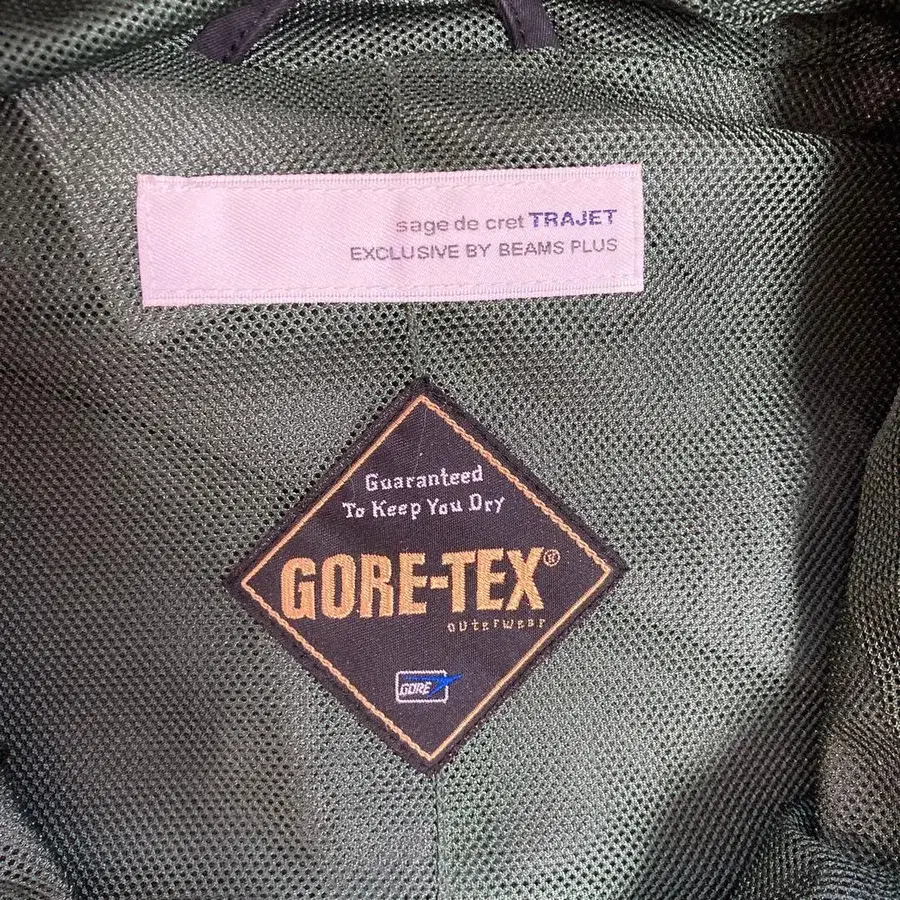 sage de cret TRAJET
EXCLUSIVE BY BEAMS PLUS
Guaranteed
To Keep You Dry
GORE-TEX®
outerwear
GORE